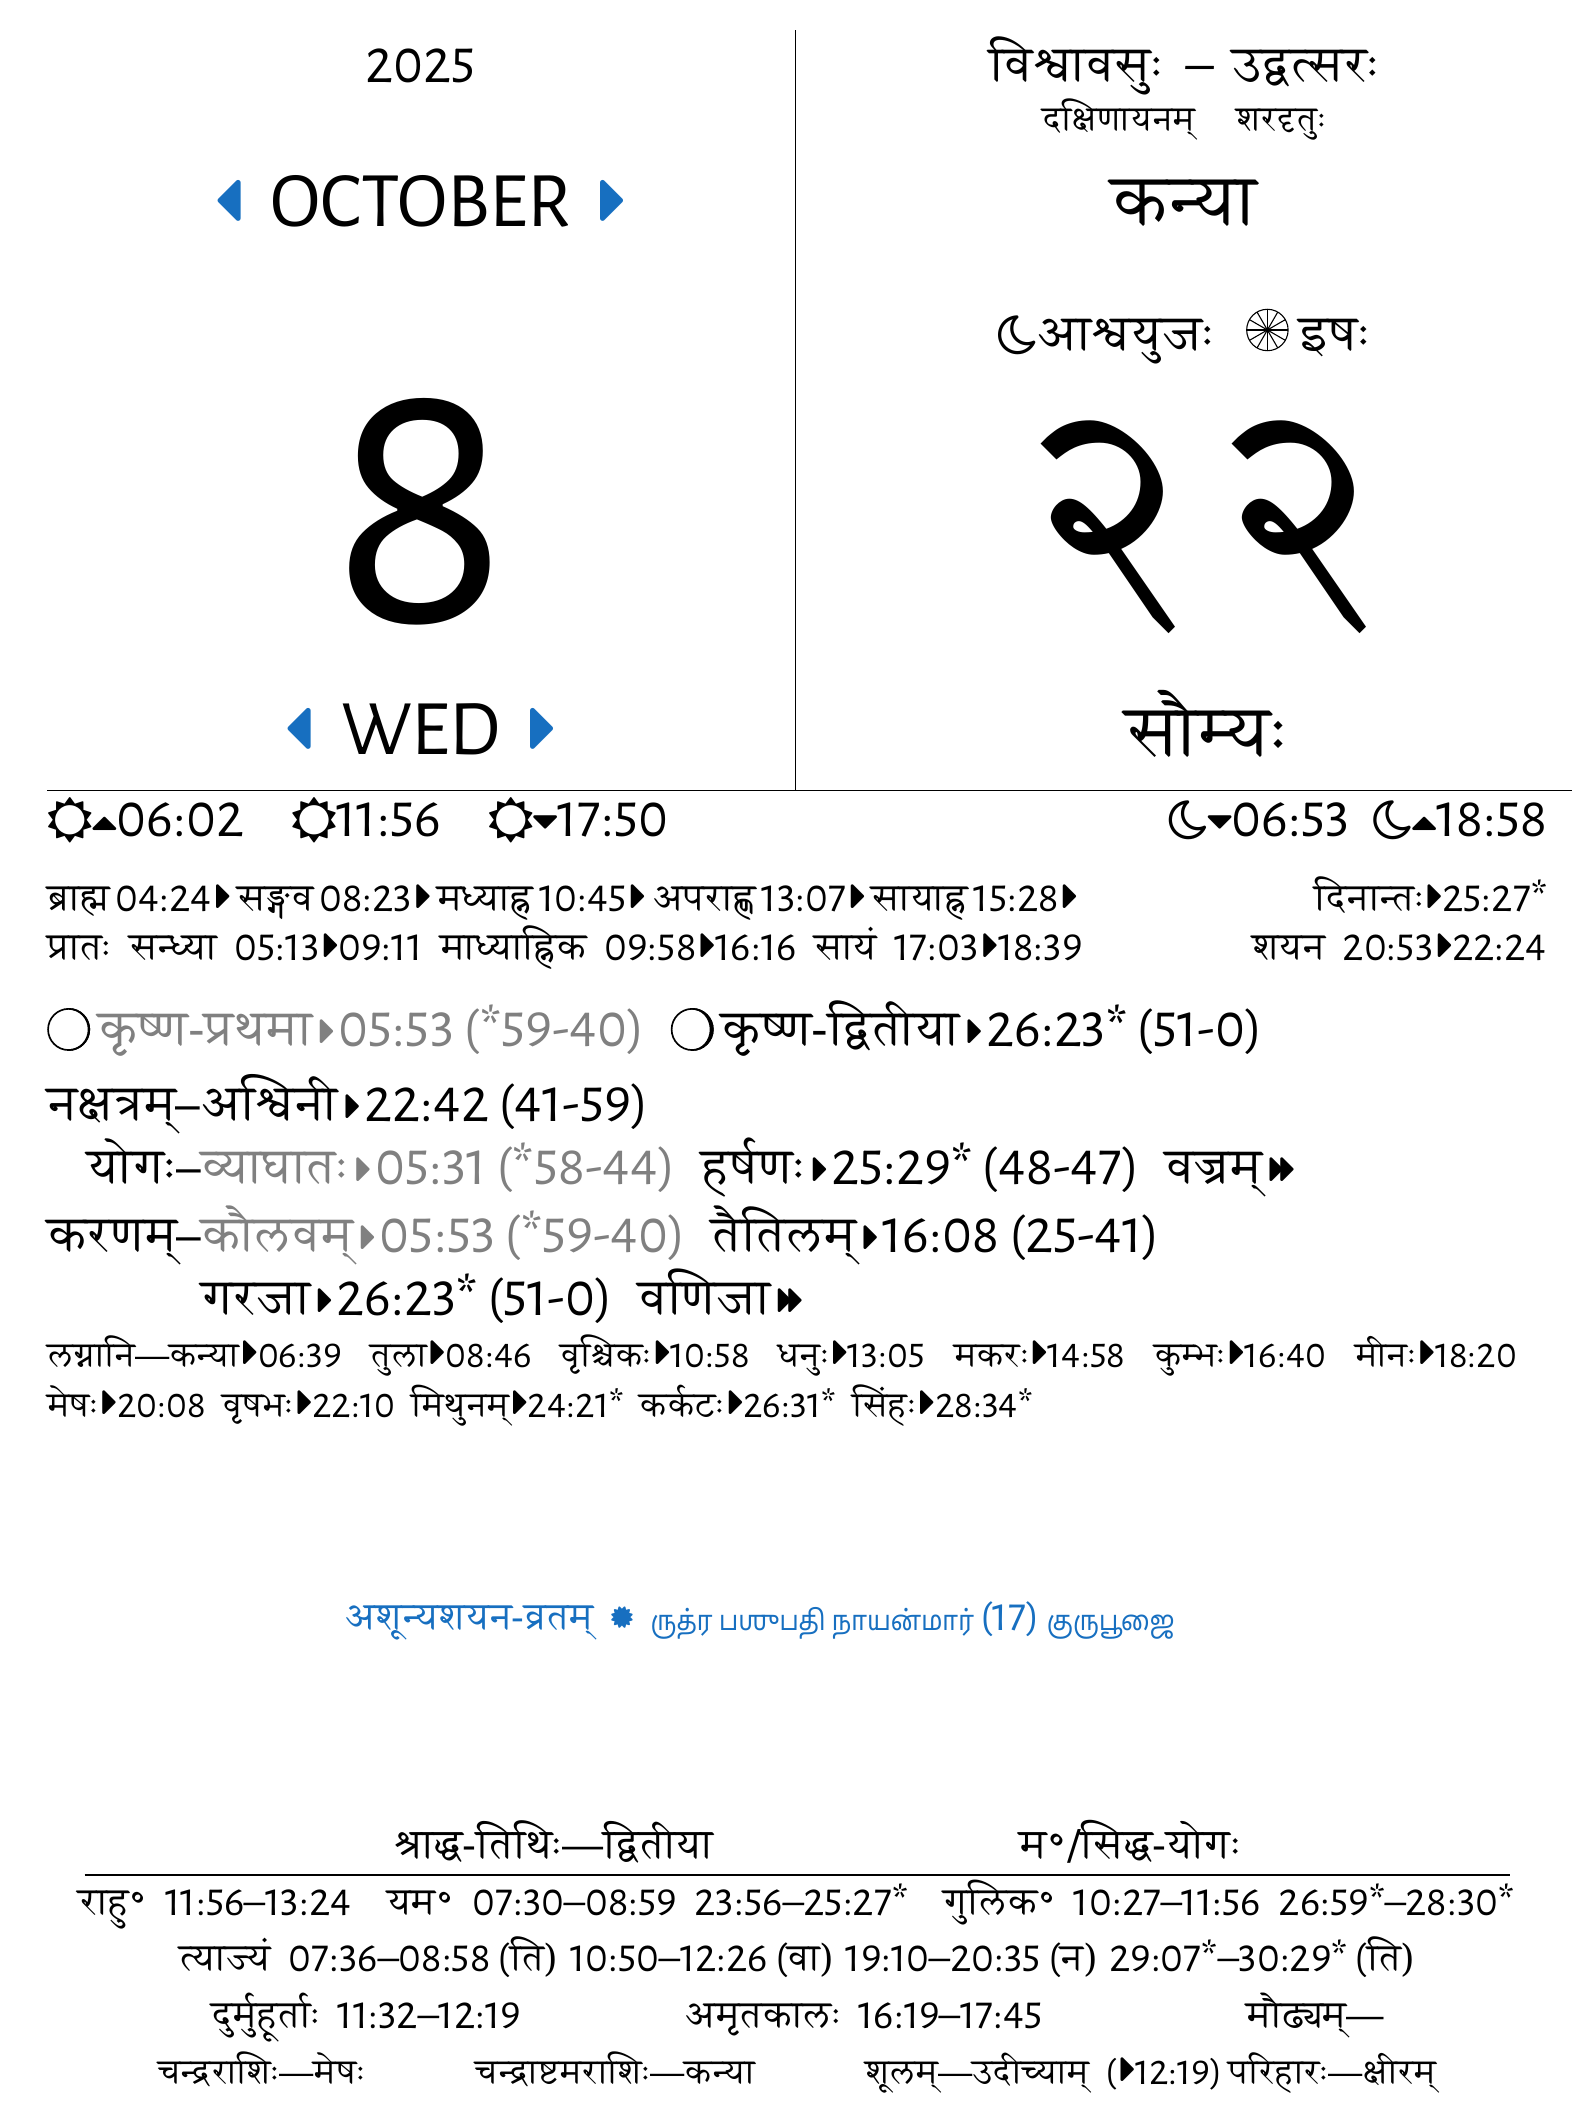 2025
OCTOBER
8
WED
विश्वावसुः – उद्वत्सरः
दक्षिणायनम् शरदृतुः
कन्या
आश्वयुजः इषः
२२
सौम्यः
06:02 11:56 17:50 06:53 18:58
ब्राह्म 04:24 सङ्गव 08:23 मध्याह्न 10:45 अपराह्ण 13:07 सायाह्न 15:28 दिनान्तः 25:27*
प्रातः सन्ध्या 05:13 09:11 माध्याह्निक 09:58 16:16 सायं 17:03 18:39 शयन 20:53 22:24
कृष्ण-प्रथमा 05:53 (*59-40) कृष्ण-द्वितीया 26:23* (51-0)
नक्षत्रम्–अश्विनी 22:42 (41-59)
योगः–व्याघातः 05:31 (*58-44) हर्षणः 25:29* (48-47) वज्रम्
करणम्–कौलवम् 05:53 (*59-40) तैतिलम् 16:08 (25-41)
गरजा 26:23* (51-0) वणिजा
लग्नानि—कन्या 06:39 तुला 08:46 वृश्चिकः 10:58 धनुः 13:05 मकरः 14:58 कुम्भः 16:40 मीनः 18:20
मेषः 20:08 वृषभः 22:10 मिथुनम् 24:21* कर्कटः 26:31* सिंहः 28:34*
अशून्यशयन-व्रतम् ருத்ர பஶுபதி நாயன்மார் (17) குருபூஜை
श्राद्ध-तिथिः—द्वितीया म॰/सिद्ध-योगः
राहु॰ 11:56–13:24 यम॰ 07:30–08:59 23:56–25:27* गुलिक॰ 10:27–11:56 26:59*–28:30*
त्याज्यं 07:36–08:58 (ति) 10:50–12:26 (वा) 19:10–20:35 (न) 29:07*–30:29* (ति)
दुर्मुहूर्ताः 11:32–12:19 अमृतकालः 16:19–17:45 मौढ्यम्—
चन्द्रराशिः—मेषः चन्द्राष्टमराशिः—कन्या शूलम्—उदीच्याम् (12:19) परिहारः—क्षीरम्